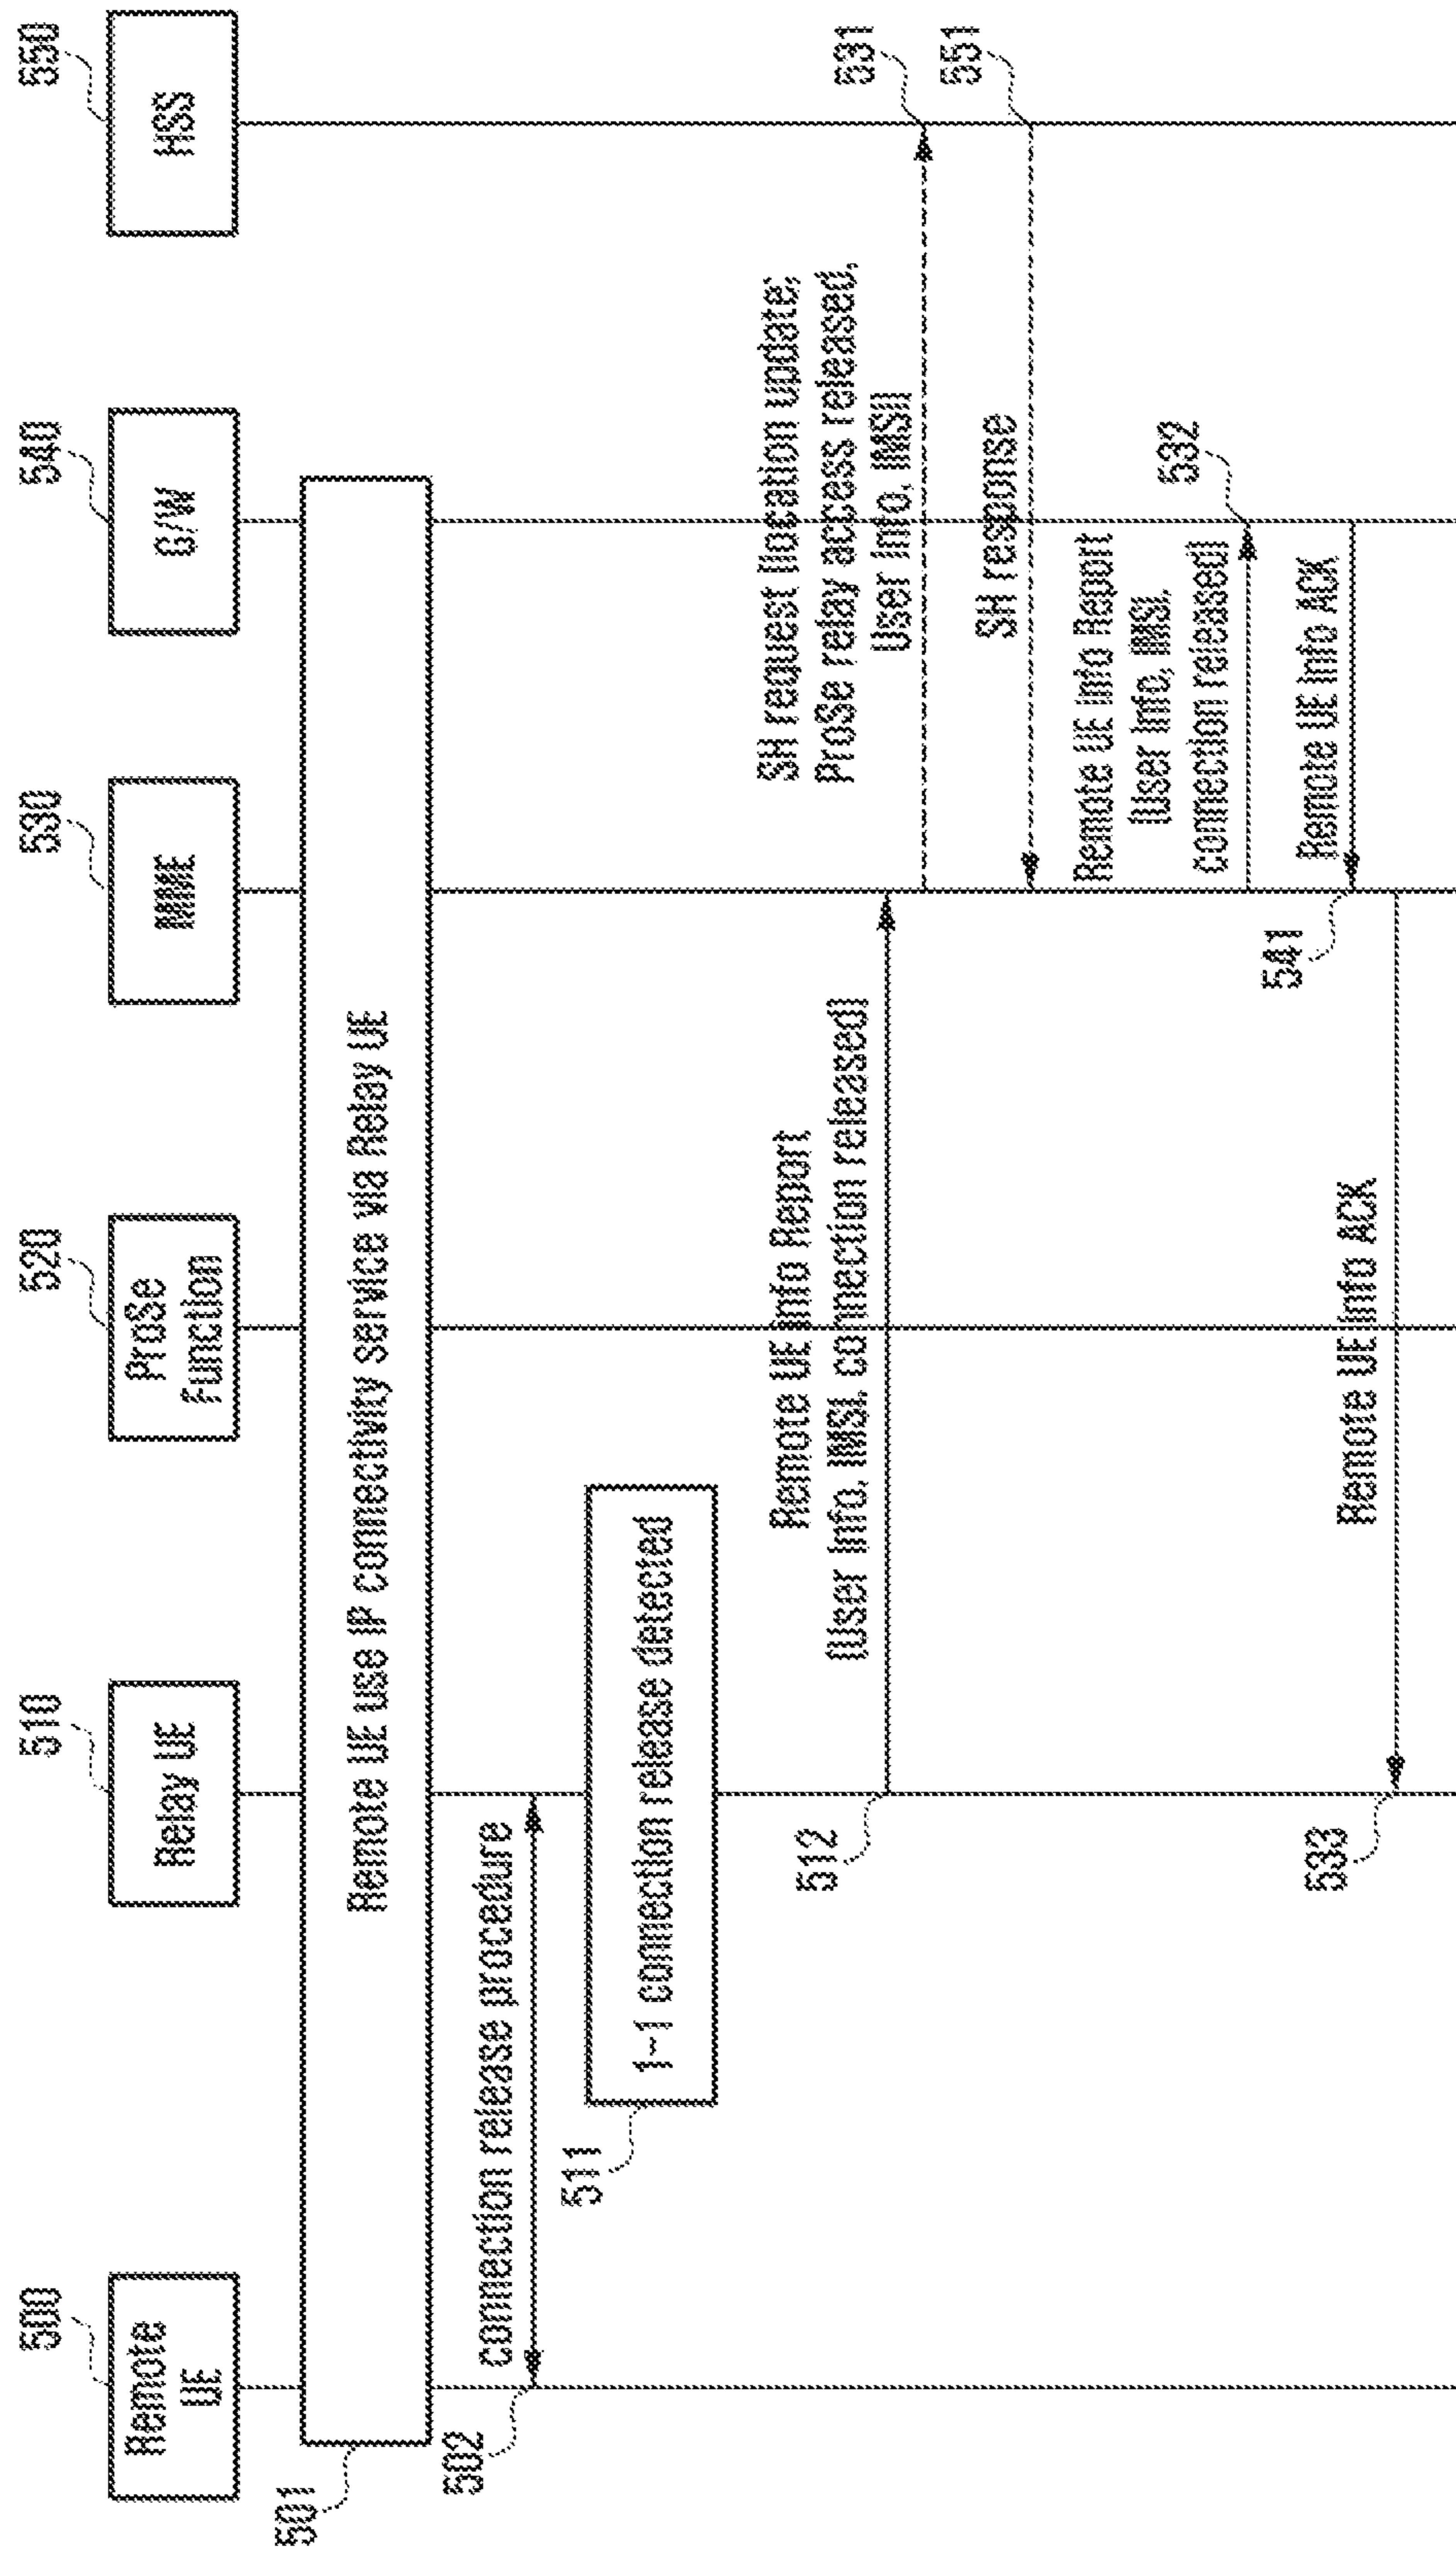 500
510
520
530
540
550
Remote
UE
Relay UE
ProSe
Function
MME
G/W
HSS
501
Remote UE use IP connectivity service via Relay UE
502
connection release procedure
511
1-1 connection release detected
512
Remote UE Info Report
(User Info, IMSI, connection released)
SH request (location update;
ProSe relay access released,
User Info, IMSI)
531
SH response
551
Remote UE Info Report
(User Info, IMSI,
connection released)
532
Remote UE Info ACK
541
Remote UE Info ACK
533